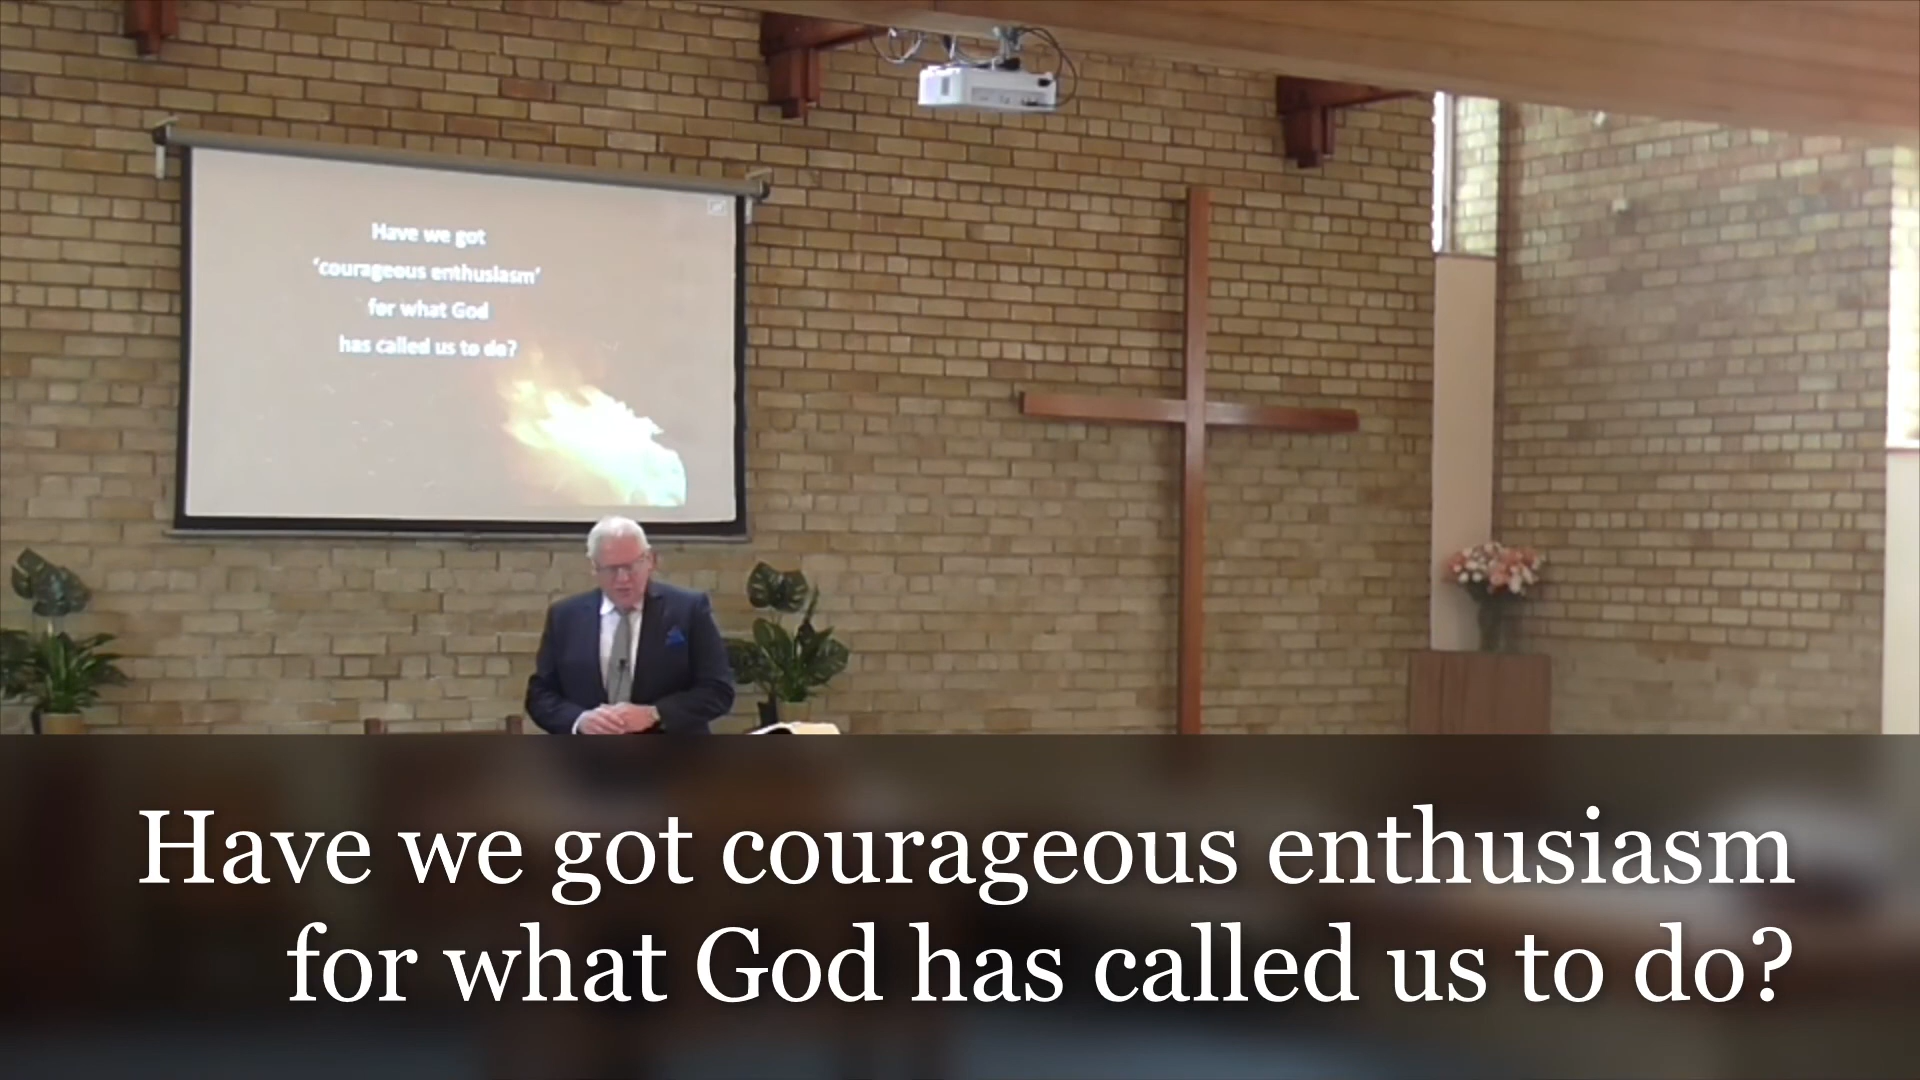 Have we got
‘courageous enthusiasm’
for what God
has called us to do?
Have we got courageous enthusiasm
for what God has called us to do?